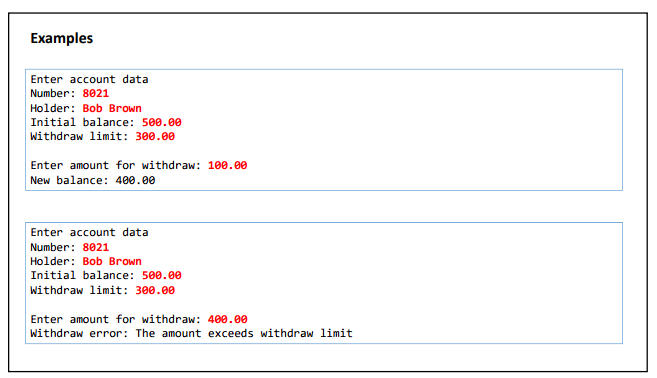 Examples
Enter account data
Number: 8021
Holder: Bob Brown
Initial balance: 500.00
Withdraw limit: 300.00
Enter amount for withdraw: 100.00
New balance: 400.00
Enter account data
Number: 8021
Holder: Bob Brown
Initial balance: 500.00
Withdraw limit: 300.00
Enter amount for withdraw: 400.00
Withdraw error: The amount exceeds withdraw limit